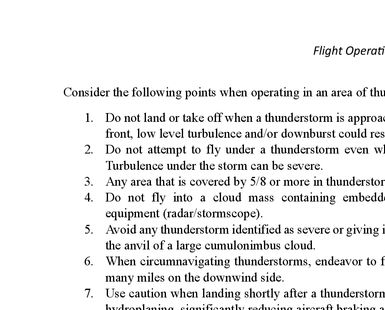 Flight Operati
Consider the following points when operating in an area of thu
1. Do not land or take off when a thunderstorm is approac
front, low level turbulence and/or downburst could res
2. Do not attempt to fly under a thunderstorm even wh
Turbulence under the storm can be severe.
3. Any area that is covered by 5/8 or more in thunderstor
4. Do not fly into a cloud mass containing embedde
equipment (radar/stormscope).
5. Avoid any thunderstorm identified as severe or giving i
the anvil of a large cumulonimbus cloud.
6. When circumnavigating thunderstorms, endeavor to f
many miles on the downwind side.
7. Use caution when landing shortly after a thunderstorm
hydroplaning, significantly reducing aircraft braking a